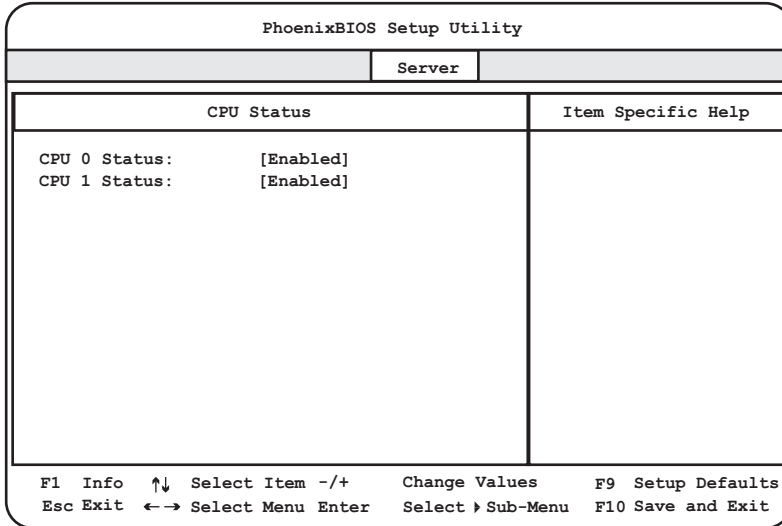 PhoenixBIOS Setup Utility
Server
CPU Status
Item Specific Help
CPU 0 Status: [Enabled]
CPU 1 Status: [Enabled]
F1 Info ↑↓ Select Item -/+ Change Values F9 Setup Defaults
Esc Exit ←→ Select Menu Enter Select ▸ Sub-Menu F10 Save and Exit